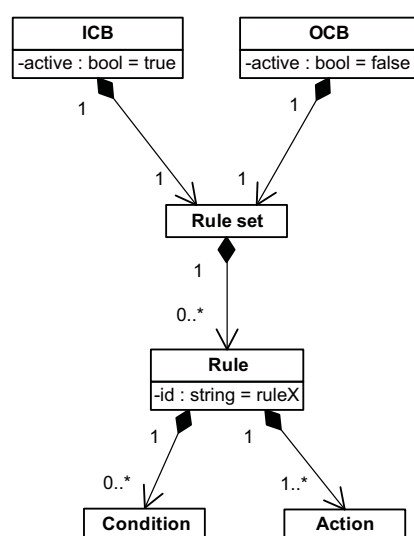 ICB
OCB
-active : bool = true
-active : bool = false
1
1
1
1
Rule set
1
0..*
Rule
-id : string = ruleX
1
1
0..*
1..*
Condition
Action